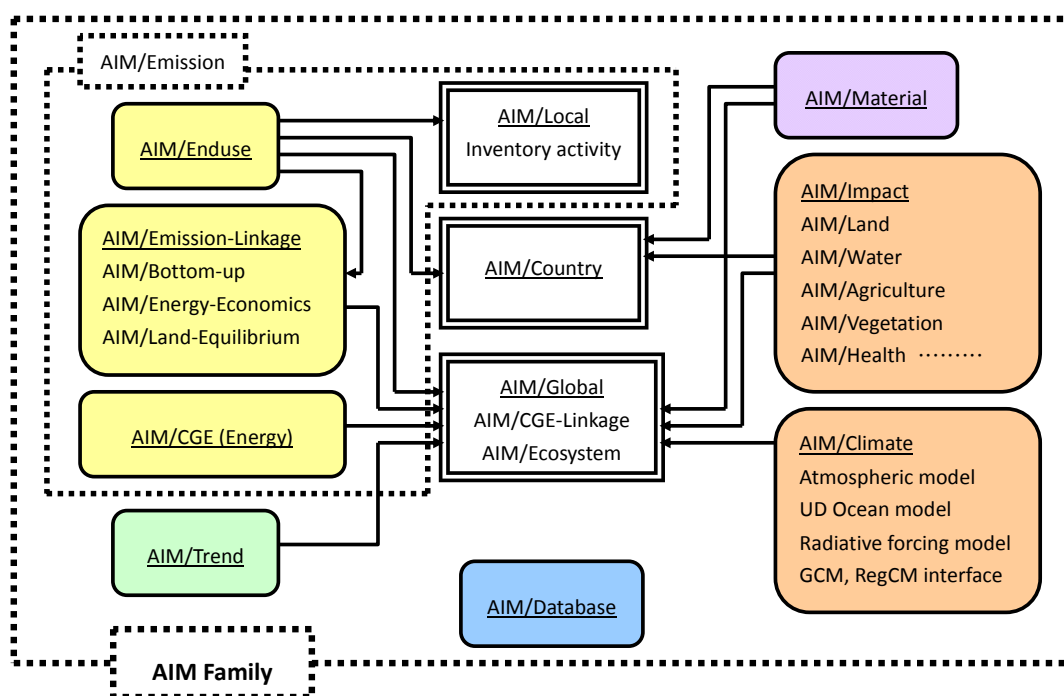 AIM/Emission
AIM/Enduse
AIM/Emission-Linkage
AIM/Bottom-up
AIM/Energy-Economics
AIM/Land-Equilibrium
AIM/CGE (Energy)
AIM/Trend
AIM/Local
Inventory activity
AIM/Country
AIM/Global
AIM/CGE-Linkage
AIM/Ecosystem
AIM/Database
AIM/Material
AIM/Impact
AIM/Land
AIM/Water
AIM/Agriculture
AIM/Vegetation
AIM/Health ………
AIM/Climate
Atmospheric model
UD Ocean model
Radiative forcing model
GCM, RegCM interface
AIM Family